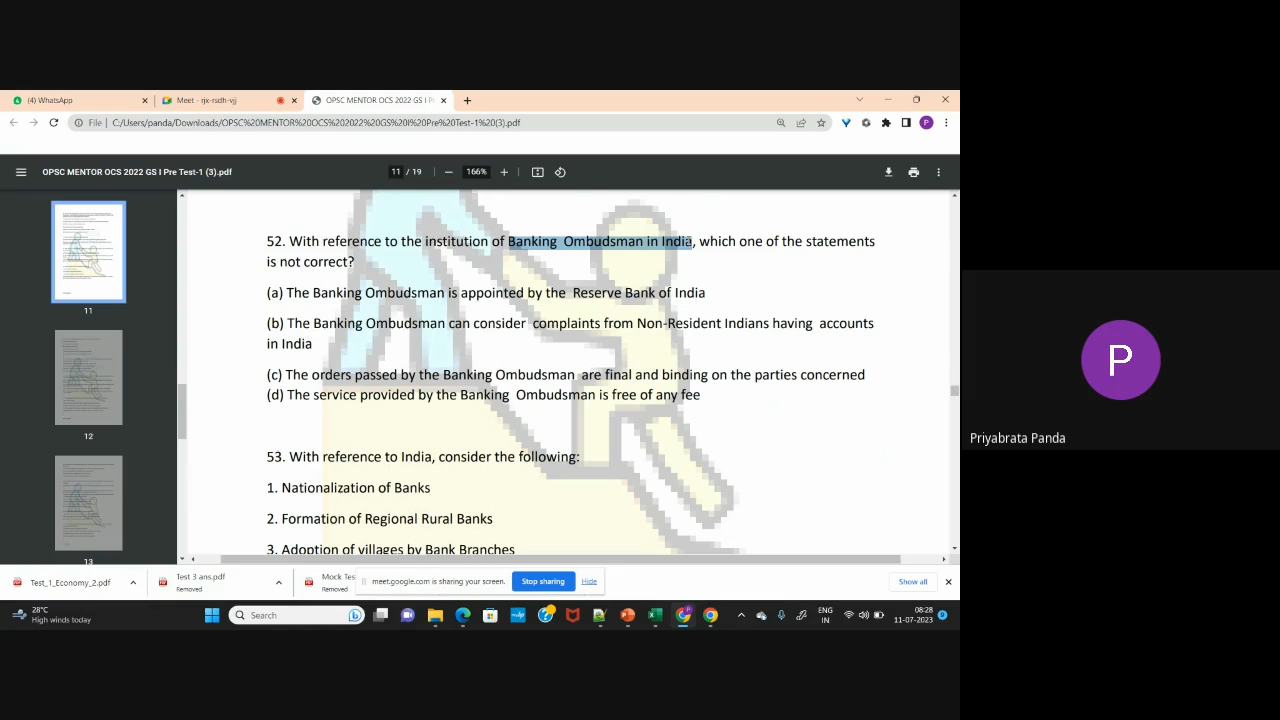 (4) WhatsApp
Meet - rjx-rsdh-vjj
OPSC MENTOR OCS 2022 GS I P
File
C:/Users/panda/Downloads/OPSC%20MENTOR%20OCS%202022%20GS%20I%20Pre%20Test-1%20(3).pdf
P
OPSC MENTOR OCS 2022 GS I Pre Test-1 (3).pdf
11 / 19
166%
11
12
13
52. With reference to the institution of Banking Ombudsman in India, which one of the statements
is not correct?
(a) The Banking Ombudsman is appointed by the Reserve Bank of India
(b) The Banking Ombudsman can consider complaints from Non-Resident Indians having accounts
in India
(c) The orders passed by the Banking Ombudsman are final and binding on the parties concerned
(d) The service provided by the Banking Ombudsman is free of any fee
53. With reference to India, consider the following:
1. Nationalization of Banks
2. Formation of Regional Rural Banks
3. Adoption of villages by Bank Branches
P
Priyabrata Panda
Test_1_Economy_2.pdf
Test 3 ans.pdf
Removed
Mock Tes
Removed
meet.google.com is sharing your screen.
Stop sharing
Hide
Show all
28°C
High winds today
Search
ENG
IN
08:28
11-07-2023